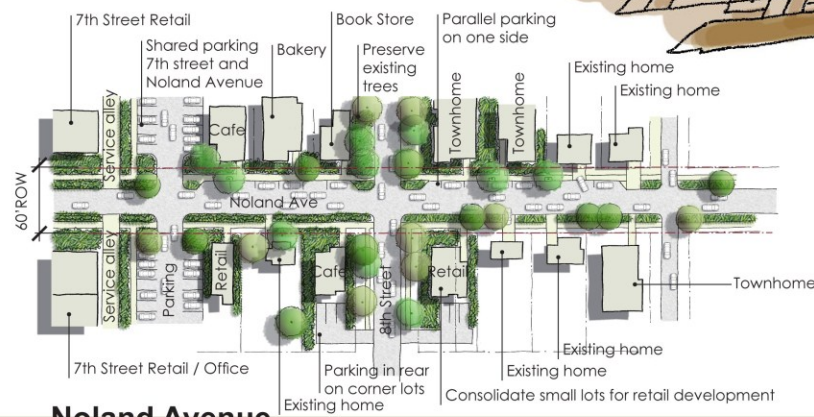 7th Street Retail
Shared parking
7th street and
Noland Avenue
Bakery
Book Store
Preserve
existing
trees
Parallel parking
on one side
Existing home
Existing home
Service alley
Cafe
Townhome
Townhome
60'ROW
Noland Ave
Service alley
Parking
Retail
Cafe
8th Street
Retail
Townhome
7th Street Retail / Office
Existing home
Parking in rear
on corner lots
Existing home
Existing home
Consolidate small lots for retail development
Noland Avenue